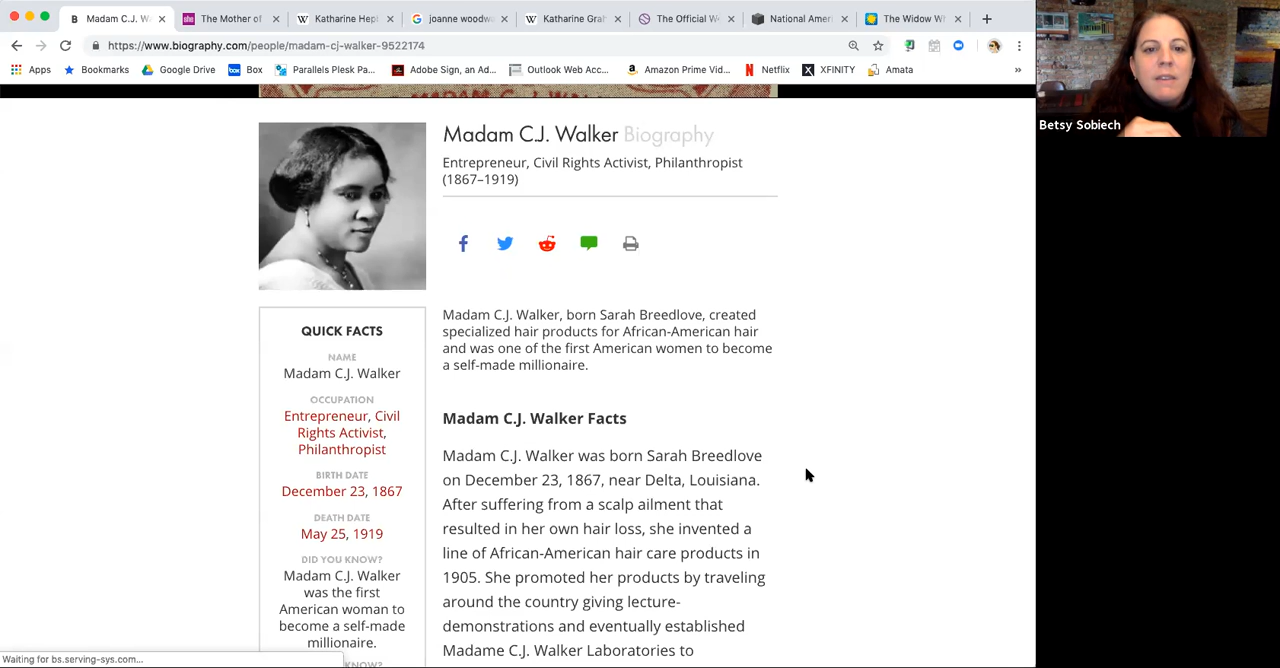 Madam C.J. W
The Mother of
Katharine Hep
joanne woodw
Katharine Gra
The Official W
National Amer
The Widow Wh
https://www.biography.com/people/madam-cj-walker-9522174
Apps
Bookmarks
Google Drive
Box
Parallels Plesk Pa...
Adobe Sign, an Ad...
Outlook Web Acc...
Amazon Prime Vid...
Netflix
XFINITY
Amata
»
Betsy Sobiech
Madam C.J. Walker Biography
Entrepreneur, Civil Rights Activist, Philanthropist
(1867–1919)
Madam C.J. Walker, born Sarah Breedlove, created
specialized hair products for African-American hair
and was one of the first American women to become
a self-made millionaire.
QUICK FACTS
NAME
Madam C.J. Walker
OCCUPATION
Entrepreneur, Civil
Rights Activist,
Philanthropist
BIRTH DATE
December 23, 1867
DEATH DATE
May 25, 1919
DID YOU KNOW?
Madam C.J. Walker
was the first
American woman to
become a self-made
millionaire.
KNOW?
Madam C.J. Walker Facts
Madam C.J. Walker was born Sarah Breedlove
on December 23, 1867, near Delta, Louisiana.
After suffering from a scalp ailment that
resulted in her own hair loss, she invented a
line of African-American hair care products in
1905. She promoted her products by traveling
around the country giving lecture-
demonstrations and eventually established
Madame C.J. Walker Laboratories to
Waiting for bs.serving-sys.com...